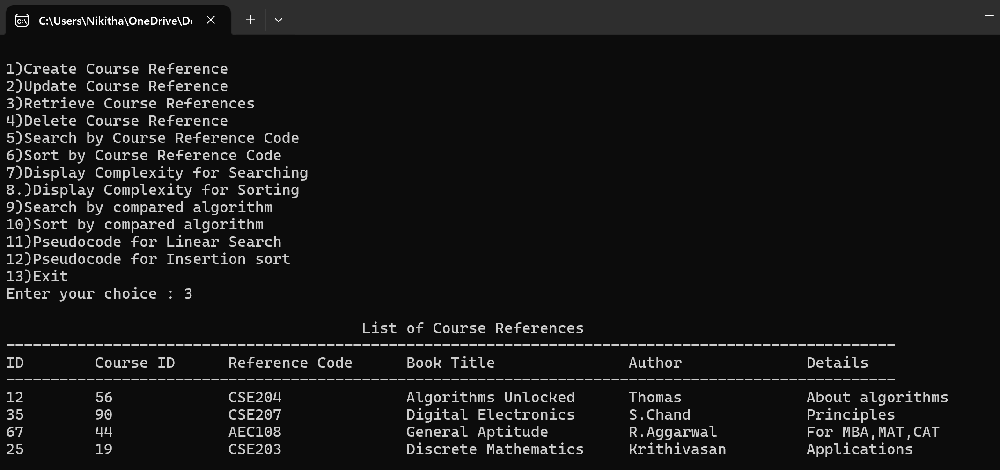 C:\Users\Nikitha\OneDrive\Do
1)Create Course Reference
2)Update Course Reference
3)Retrieve Course References
4)Delete Course Reference
5)Search by Course Reference Code
6)Sort by Course Reference Code
7)Display Complexity for Searching
8.)Display Complexity for Sorting
9)Search by compared algorithm
10)Sort by compared algorithm
11)Pseudocode for Linear Search
12)Pseudocode for Insertion sort
13)Exit
Enter your choice : 3
List of Course References
----------------------------------------------------------------------------------------------------
ID Course ID Reference Code Book Title Author Details
----------------------------------------------------------------------------------------------------
12 56 CSE204 Algorithms Unlocked Thomas About algorithms
35 90 CSE207 Digital Electronics S.Chand Principles
67 44 AEC108 General Aptitude R.Aggarwal For MBA,MAT,CAT
25 19 CSE203 Discrete Mathematics Krithivasan Applications